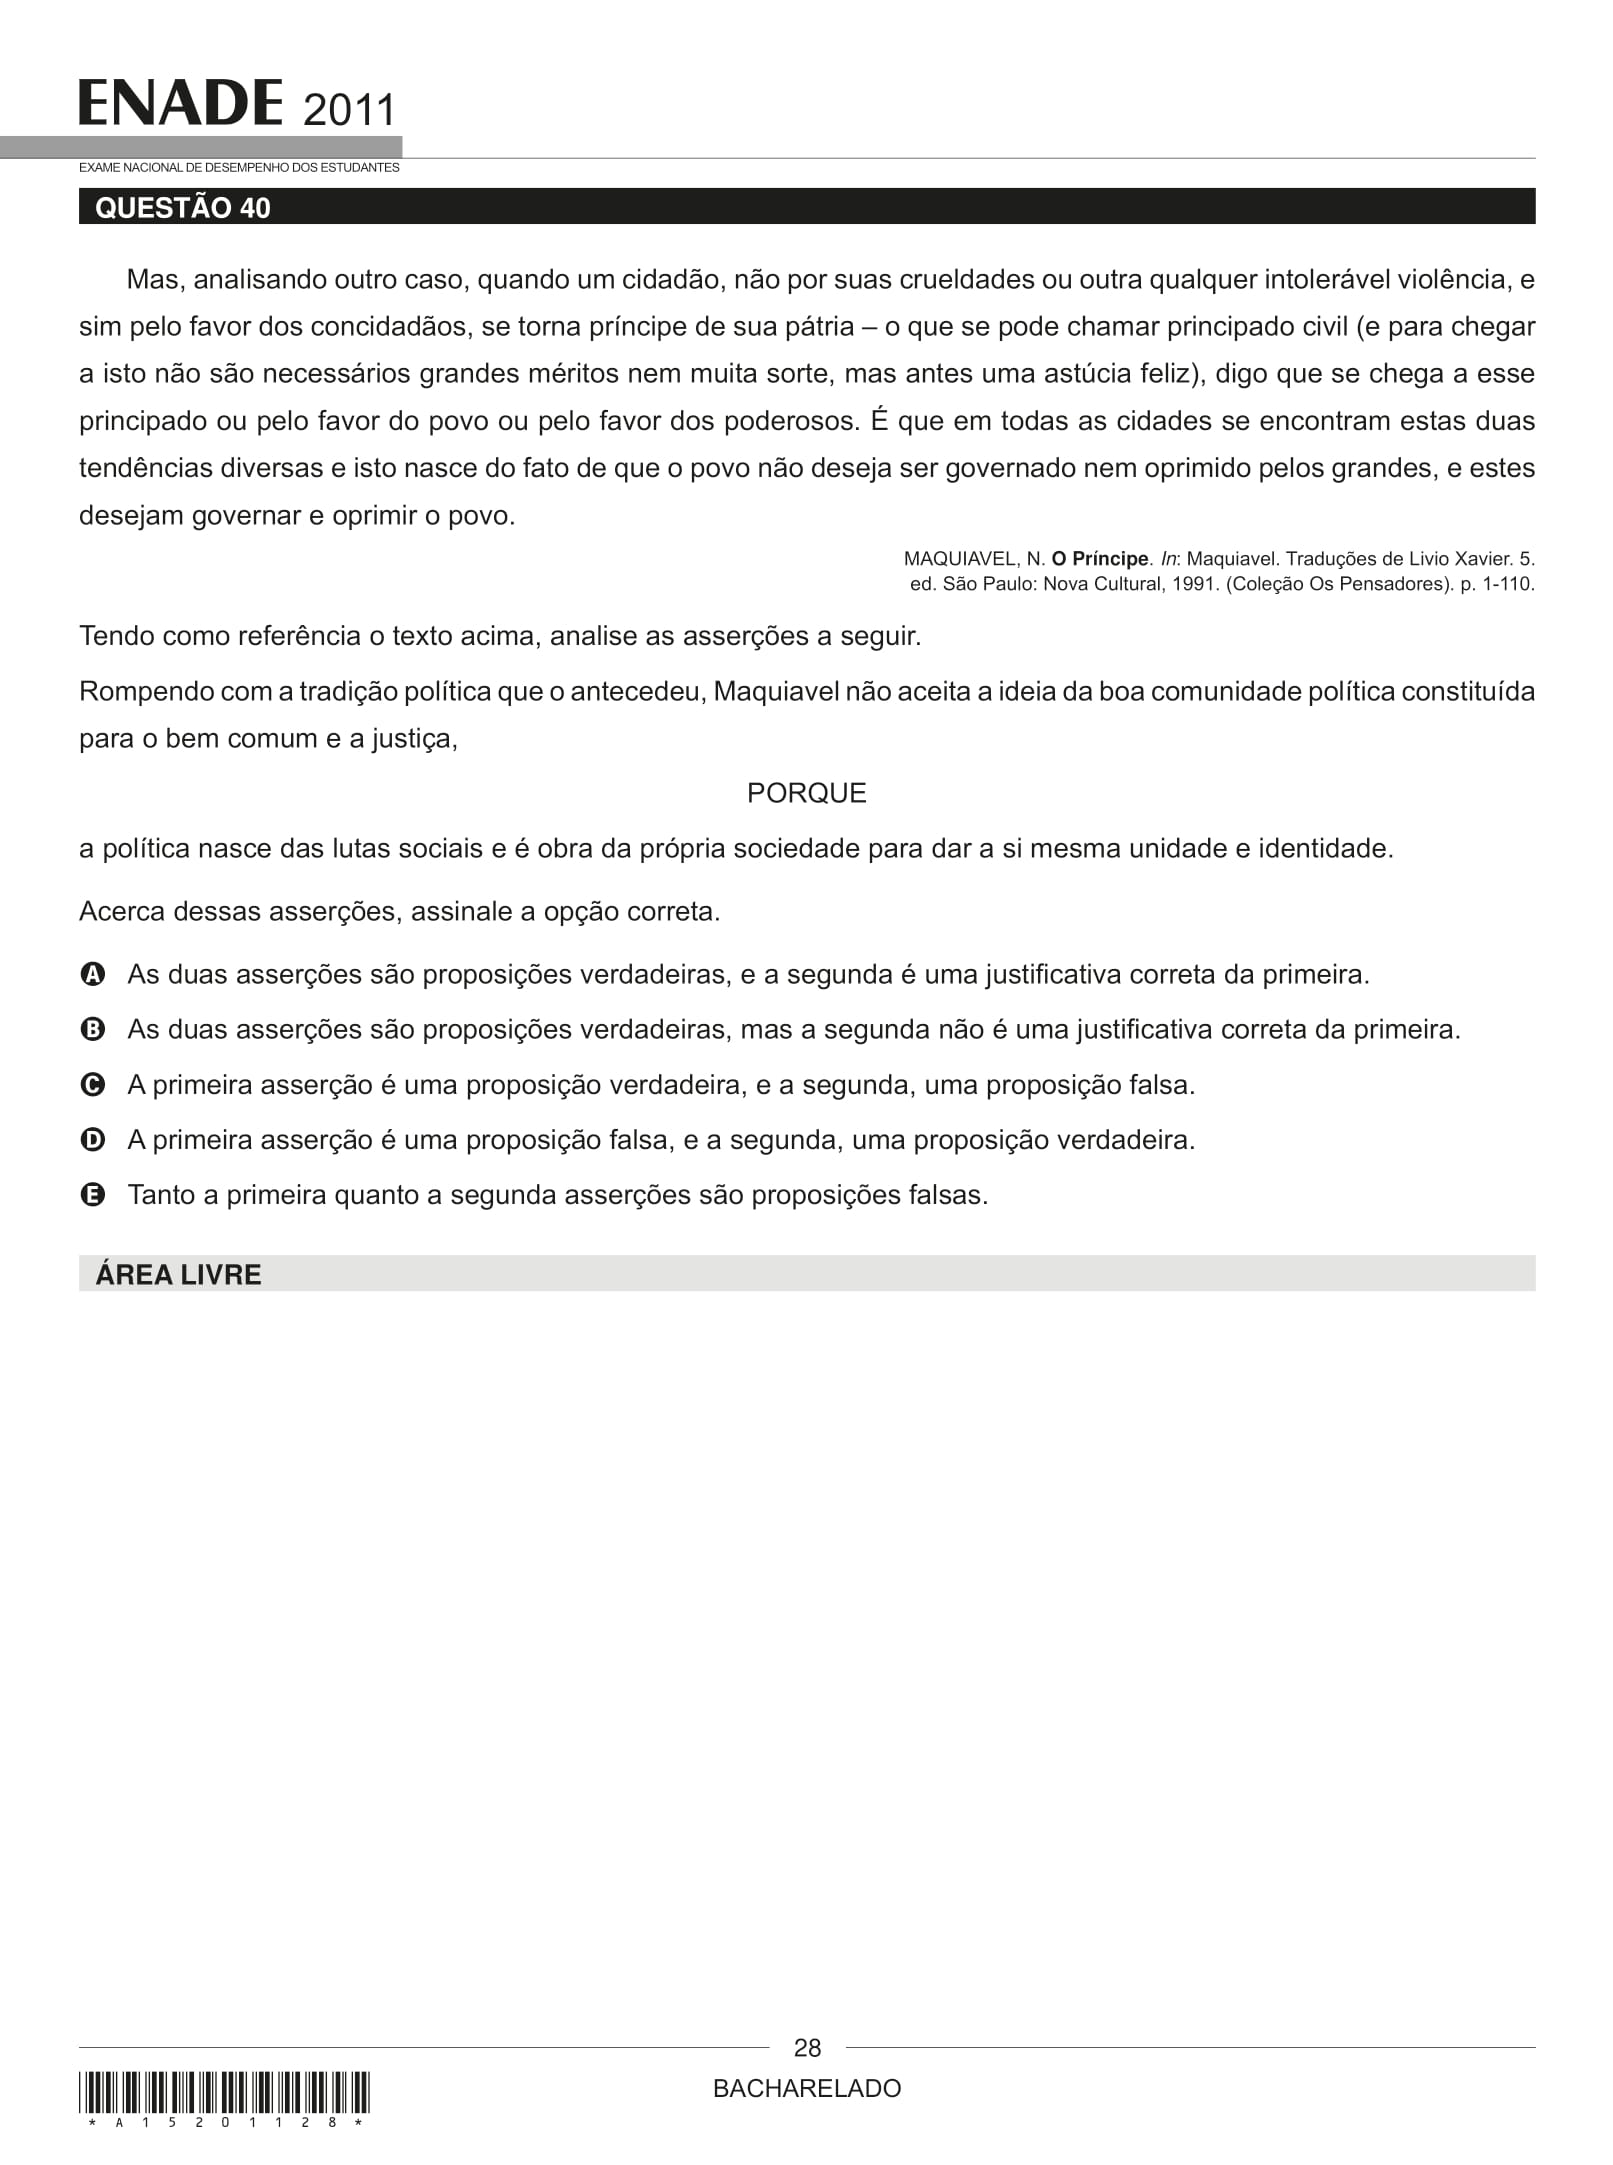 ENADE 2011
EXAME NACIONAL DE DESEMPENHO DOS ESTUDANTES
QUESTÃO 40
Mas, analisando outro caso, quando um cidadão, não por suas crueldades ou outra qualquer intolerável violência, e
sim pelo favor dos concidadãos, se torna príncipe de sua pátria – o que se pode chamar principado civil (e para chegar
a isto não são necessários grandes méritos nem muita sorte, mas antes uma astúcia feliz), digo que se chega a esse
principado ou pelo favor do povo ou pelo favor dos poderosos. É que em todas as cidades se encontram estas duas
tendências diversas e isto nasce do fato de que o povo não deseja ser governado nem oprimido pelos grandes, e estes
desejam governar e oprimir o povo.
MAQUIAVEL, N. O Príncipe. In: Maquiavel. Traduções de Livio Xavier. 5.
ed. São Paulo: Nova Cultural, 1991. (Coleção Os Pensadores). p. 1-110.
Tendo como referência o texto acima, analise as asserções a seguir.
Rompendo com a tradição política que o antecedeu, Maquiavel não aceita a ideia da boa comunidade política constituída
para o bem comum e a justiça,
PORQUE
a política nasce das lutas sociais e é obra da própria sociedade para dar a si mesma unidade e identidade.
Acerca dessas asserções, assinale a opção correta.
A As duas asserções são proposições verdadeiras, e a segunda é uma justificativa correta da primeira.
B As duas asserções são proposições verdadeiras, mas a segunda não é uma justificativa correta da primeira.
C A primeira asserção é uma proposição verdadeira, e a segunda, uma proposição falsa.
D A primeira asserção é uma proposição falsa, e a segunda, uma proposição verdadeira.
E Tanto a primeira quanto a segunda asserções são proposições falsas.
ÁREA LIVRE
28
BACHARELADO
* A 1 5 2 0 1 1 2 8 *